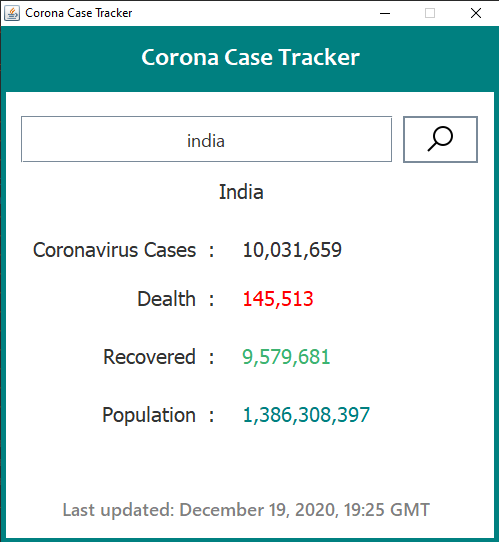 Corona Case Tracker
Corona Case Tracker
india
India
Coronavirus Cases : 10,031,659
Dealth : 145,513
Recovered : 9,579,681
Population : 1,386,308,397
Last updated: December 19, 2020, 19:25 GMT